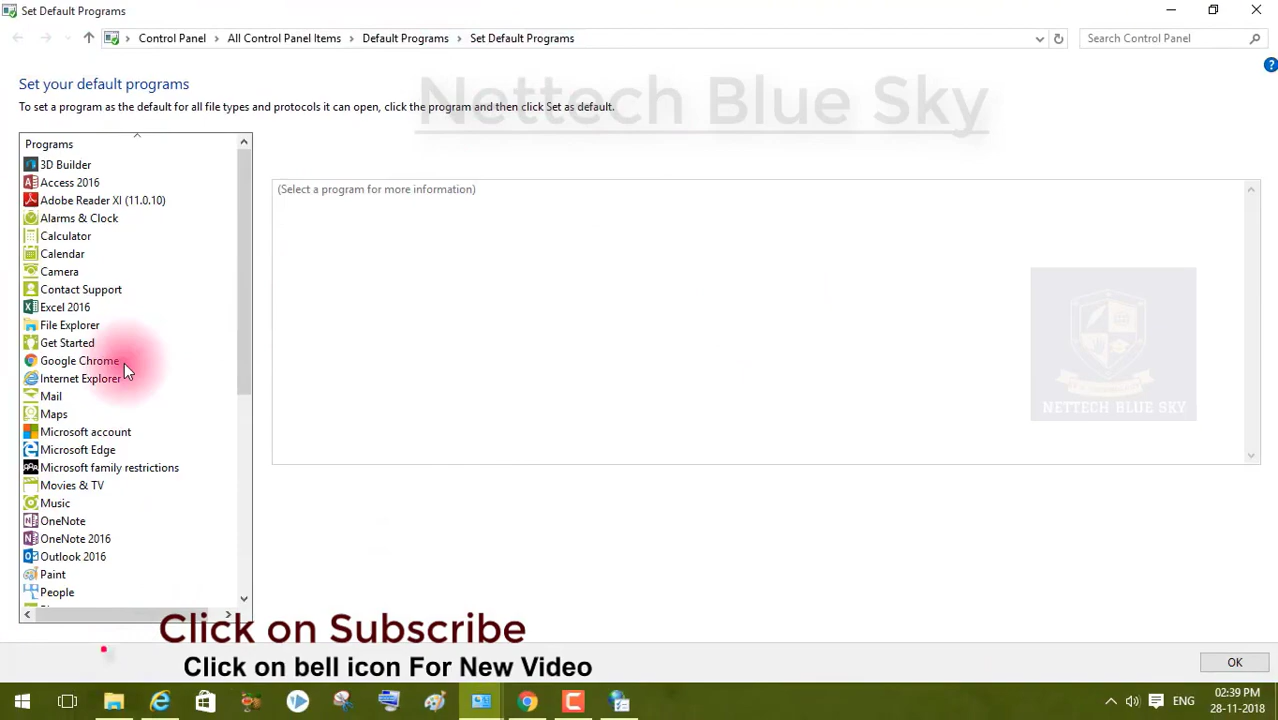 Set Default Programs
Control Panel > All Control Panel Items > Default Programs > Set Default Programs
Search Control Panel
Set your default programs
To set a program as the default for all file types and protocols it can open, click the program and then click Set as default.
Nettech Blue Sky
Programs
3D Builder
Access 2016
Adobe Reader XI (11.0.10)
Alarms & Clock
Calculator
Calendar
Camera
Contact Support
Excel 2016
File Explorer
Get Started
Google Chrome
Internet Explorer
Mail
Maps
Microsoft account
Microsoft Edge
Microsoft family restrictions
Movies & TV
Music
OneNote
OneNote 2016
Outlook 2016
Paint
People
(Select a program for more information)
NETTECH BLUE SKY
Click on Subscribe
Click on bell icon For New Video
OK
ENG
02:39 PM
28-11-2018